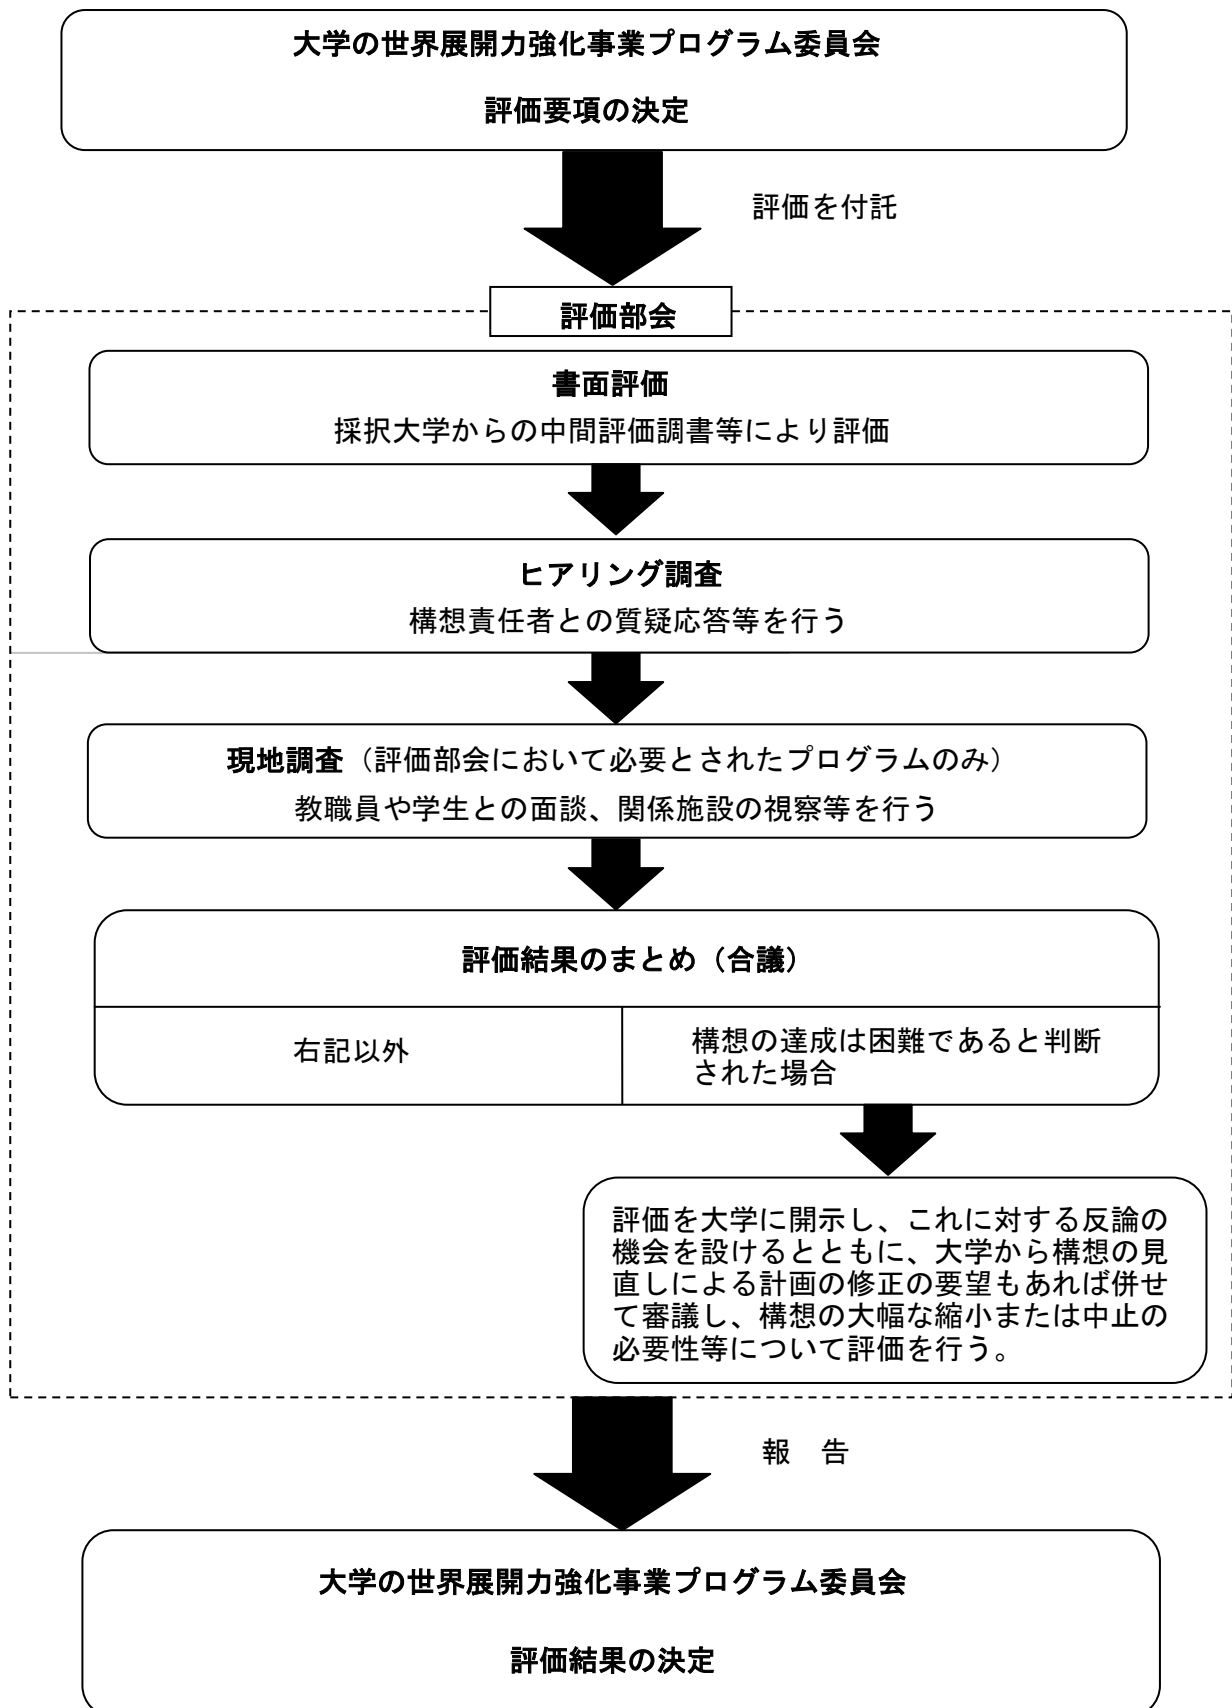 大学の世界展開力強化事業プログラム委員会
評価要項の決定
評価を付託
評価部会
書面評価
採択大学からの中間評価調書等により評価
ヒアリング調査
構想責任者との質疑応答等を行う
現地調査（評価部会において必要とされたプログラムのみ）
教職員や学生との面談、関係施設の視察等を行う
評価結果のまとめ（合議）
右記以外
構想の達成は困難であると判断
された場合
評価を大学に開示し、これに対する反論の
機会を設けるとともに、大学から構想の見
直しによる計画の修正の要望もあれば併せ
て審議し、構想の大幅な縮小または中止の
必要性等について評価を行う。
報　告
大学の世界展開力強化事業プログラム委員会
評価結果の決定